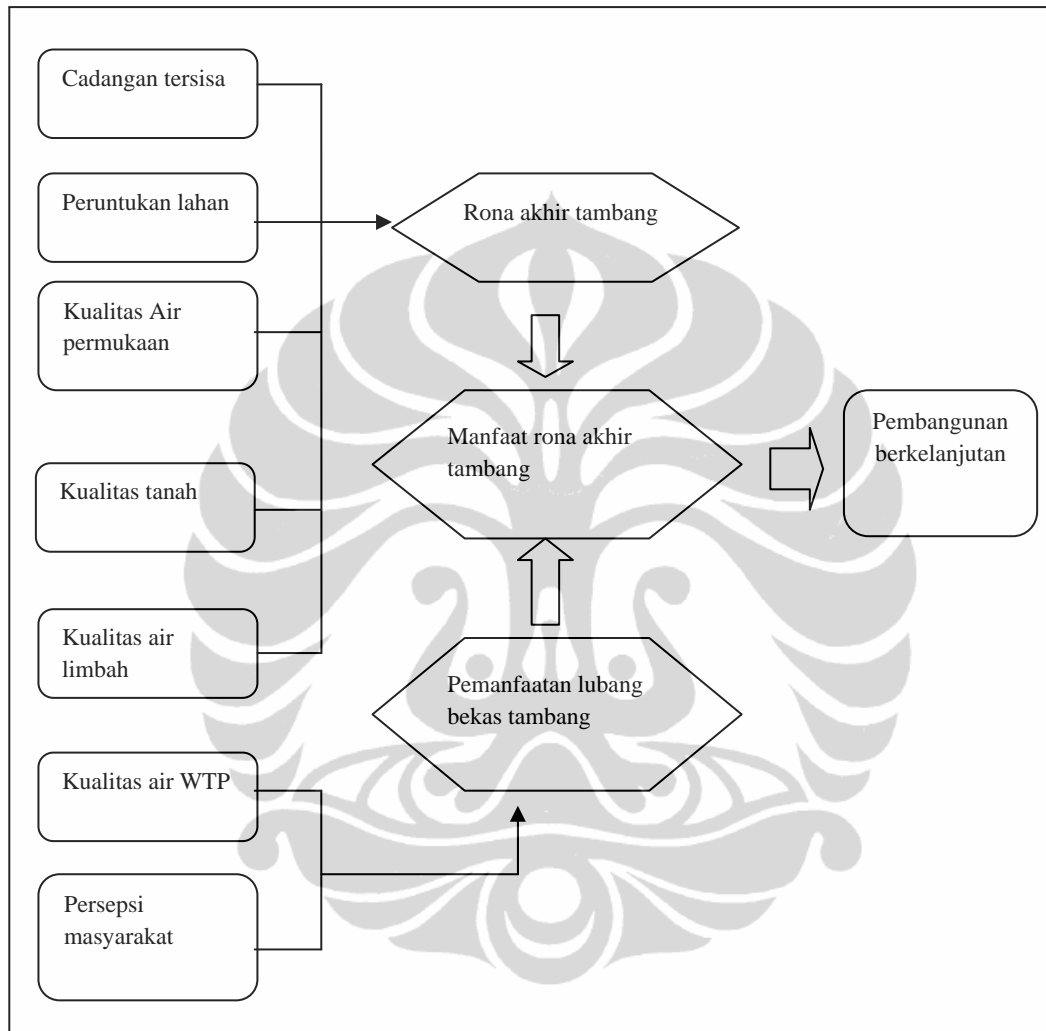 Cadangan tersisa
Peruntukan lahan
Kualitas Air
permukaan
Kualitas tanah
Kualitas air
limbah
Kualitas air WTP
Persepsi
masyarakat
Rona akhir tambang
Manfaat rona akhir
tambang
Pemanfaatan lubang
bekas tambang
Pembangunan
berkelanjutan